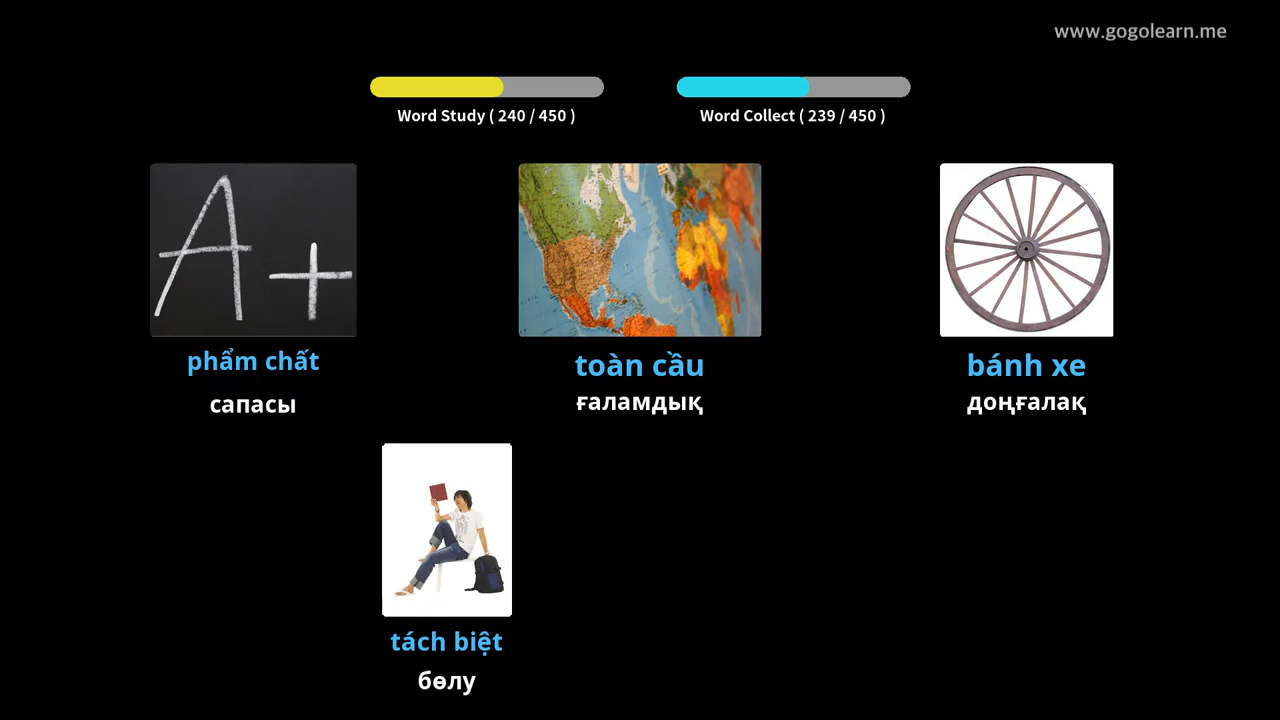 www.gogolearn.me
Word Study ( 240 / 450 )
Word Collect ( 239 / 450 )
A+
phẩm chất
сапасы
toàn cầu
ғаламдық
bánh xe
доңғалақ
tách biệt
бөлу